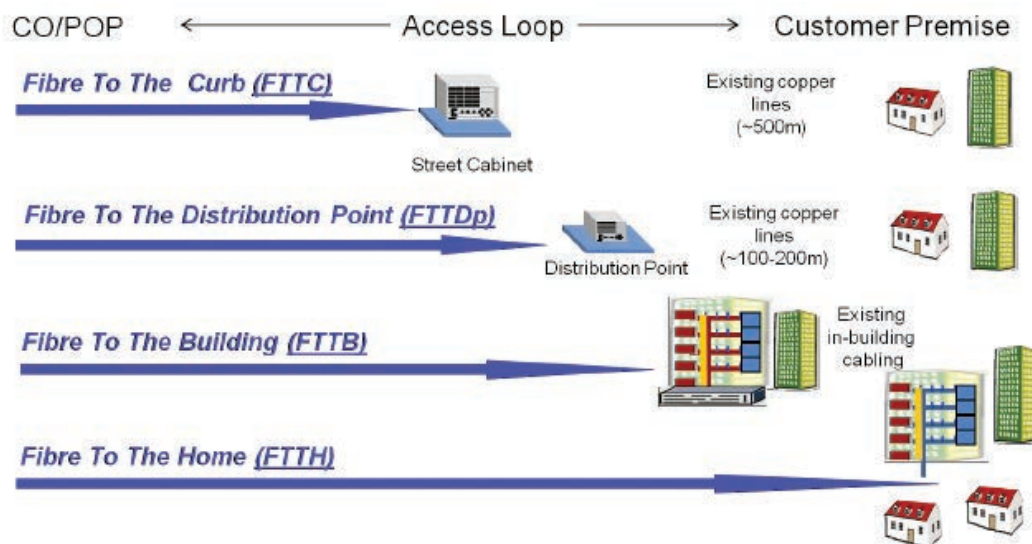 CO/POP
Access Loop
Customer Premise
Fibre To The Curb (FTTC)
Existing copper
lines
(~500m)
Street Cabinet
Fibre To The Distribution Point (FTTDp)
Existing copper
lines
(~100-200m)
Distribution Point
Fibre To The Building (FTTB)
Existing
in-building
cabling
Fibre To The Home (FTTH)